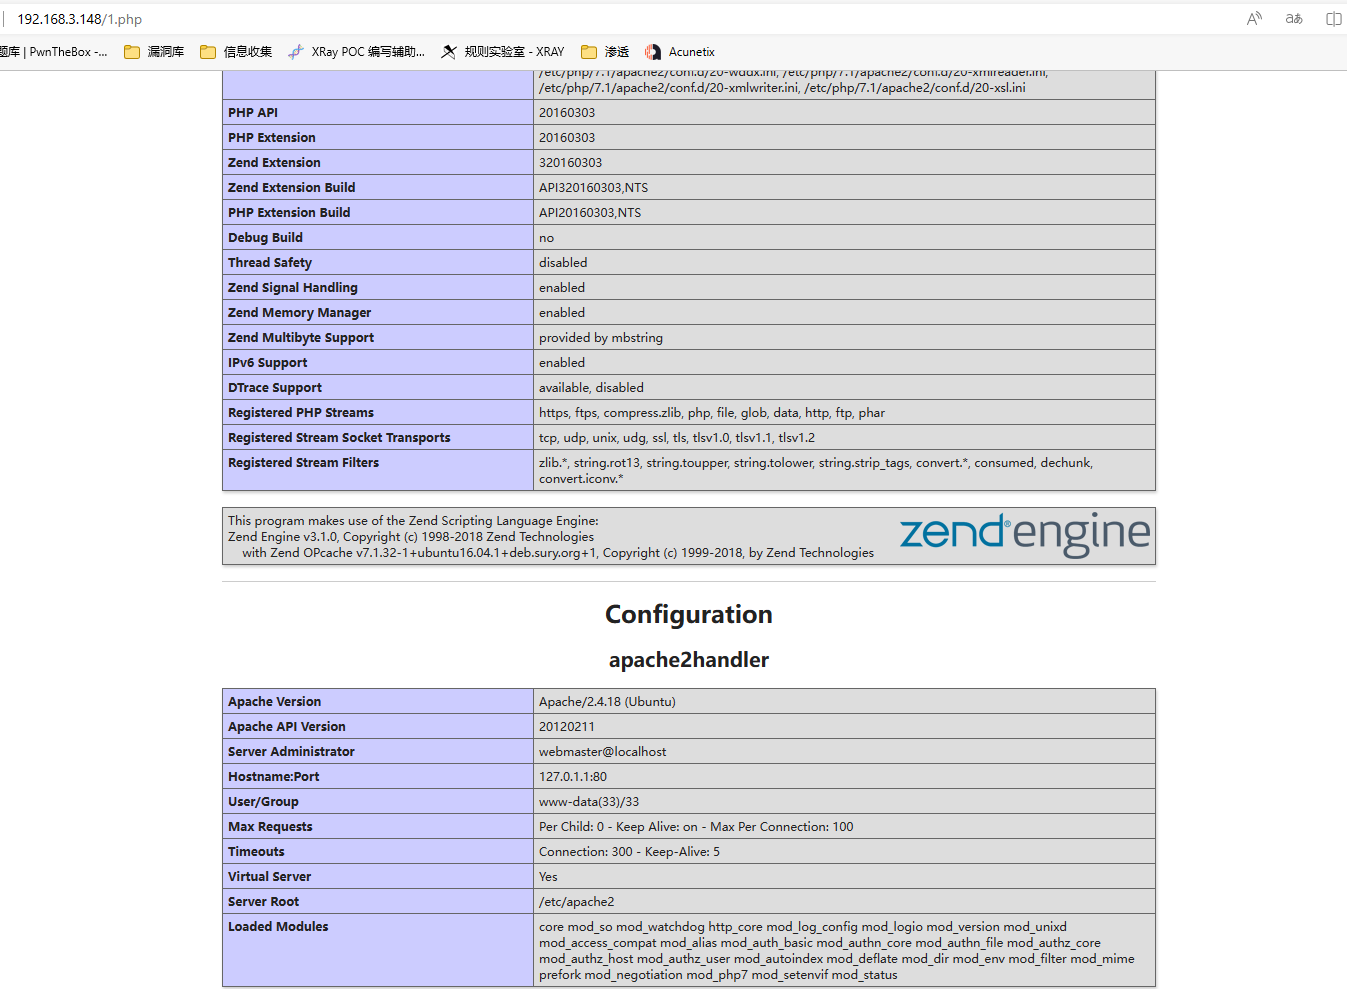 192.168.3.148/1.php
题库 | PwnTheBox -... 漏洞库 信息收集 XRay POC 编写辅助... 规则实验室 - XRAY 渗透 Acunetix
/etc/php/7.1/apache2/conf.d/20-wddx.ini, /etc/php/7.1/apache2/conf.d/20-xmlreader.ini,
/etc/php/7.1/apache2/conf.d/20-xmlwriter.ini, /etc/php/7.1/apache2/conf.d/20-xsl.ini
PHP API 20160303
PHP Extension 20160303
Zend Extension 320160303
Zend Extension Build API320160303,NTS
PHP Extension Build API20160303,NTS
Debug Build no
Thread Safety disabled
Zend Signal Handling enabled
Zend Memory Manager enabled
Zend Multibyte Support provided by mbstring
IPv6 Support enabled
DTrace Support available, disabled
Registered PHP Streams https, ftps, compress.zlib, php, file, glob, data, http, ftp, phar
Registered Stream Socket Transports tcp, udp, unix, udg, ssl, tls, tlsv1.0, tlsv1.1, tlsv1.2
Registered Stream Filters zlib.*, string.rot13, string.toupper, string.tolower, string.strip_tags, convert.*, consumed, dechunk,
convert.iconv.*
This program makes use of the Zend Scripting Language Engine:
Zend Engine v3.1.0, Copyright (c) 1998-2018 Zend Technologies
with Zend OPcache v7.1.32-1+ubuntu16.04.1+deb.sury.org+1, Copyright (c) 1999-2018, by Zend Technologies
zend® engine
Configuration
apache2handler
Apache Version Apache/2.4.18 (Ubuntu)
Apache API Version 20120211
Server Administrator webmaster@localhost
Hostname:Port 127.0.1.1:80
User/Group www-data(33)/33
Max Requests Per Child: 0 - Keep Alive: on - Max Per Connection: 100
Timeouts Connection: 300 - Keep-Alive: 5
Virtual Server Yes
Server Root /etc/apache2
Loaded Modules core mod_so mod_watchdog http_core mod_log_config mod_logio mod_version mod_unixd
mod_access_compat mod_alias mod_auth_basic mod_authn_core mod_authn_file mod_authz_core
mod_authz_host mod_authz_user mod_autoindex mod_deflate mod_dir mod_env mod_filter mod_mime
prefork mod_negotiation mod_php7 mod_setenvif mod_status